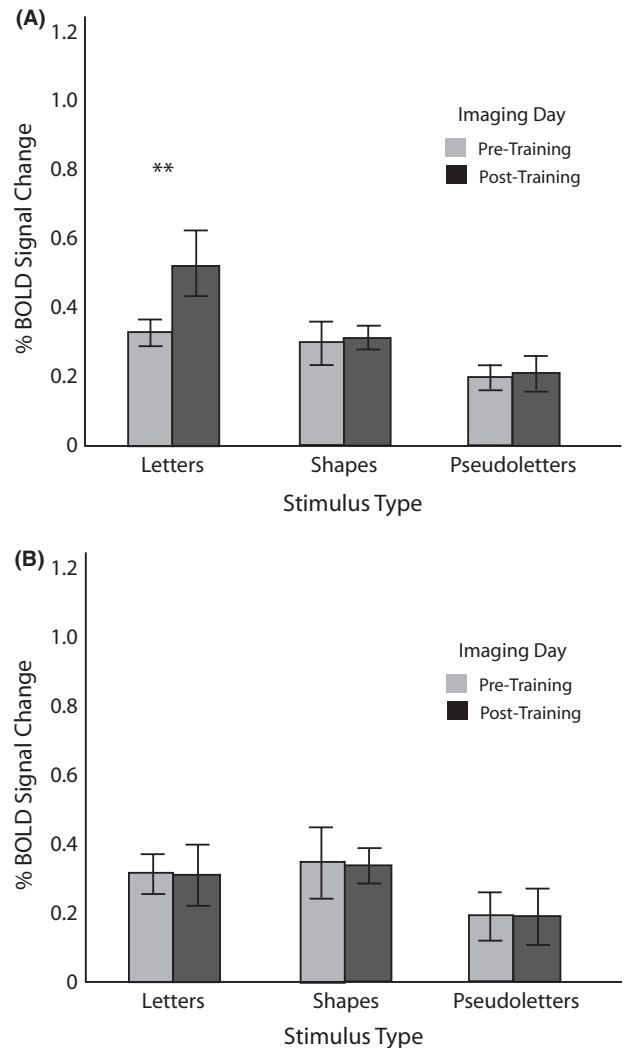 (A)
1.2
1.0
0.8
0.6
0.4
0.2
0
% BOLD Signal Change
**
Imaging Day
Pre-Training
Post-Training
Letters Shapes Pseudoletters
Stimulus Type
(B)
1.2
1.0
0.8
0.6
0.4
0.2
0
% BOLD Signal Change
Imaging Day
Pre-Training
Post-Training
Letters Shapes Pseudoletters
Stimulus Type